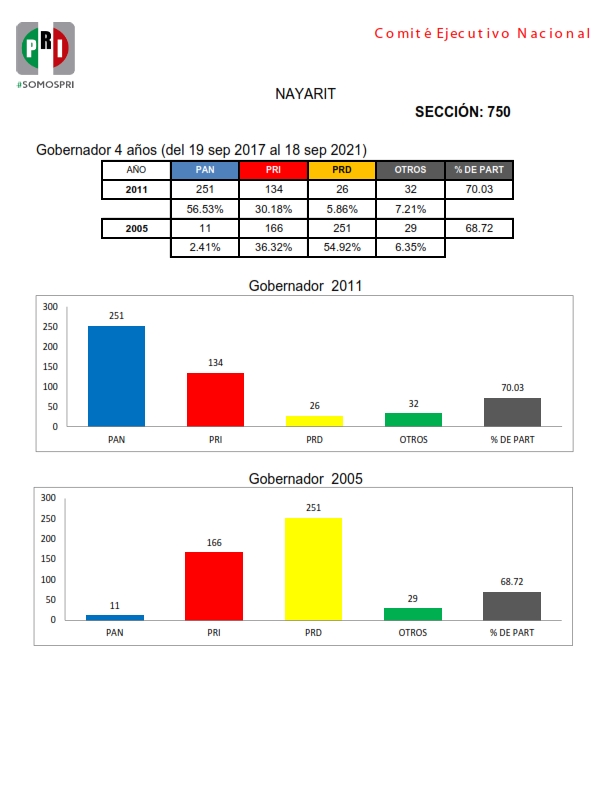 Comité Ejecutivo Nacional
PRI
#SOMOSPRI
NAYARIT
SECCIÓN: 750
Gobernador 4 años (del 19 sep 2017 al 18 sep 2021)
AÑO PAN PRI PRD OTROS % DE PART
2011 251 134 26 32 70.03
56.53% 30.18% 5.86% 7.21%
2005 11 166 251 29 68.72
2.41% 36.32% 54.92% 6.35%
Gobernador 2011
300
250
200
150
100
50
0
251
134
26
32
70.03
PAN PRI PRD OTROS % DE PART
Gobernador 2005
300
250
200
150
100
50
0
11
166
251
29
68.72
PAN PRI PRD OTROS % DE PART